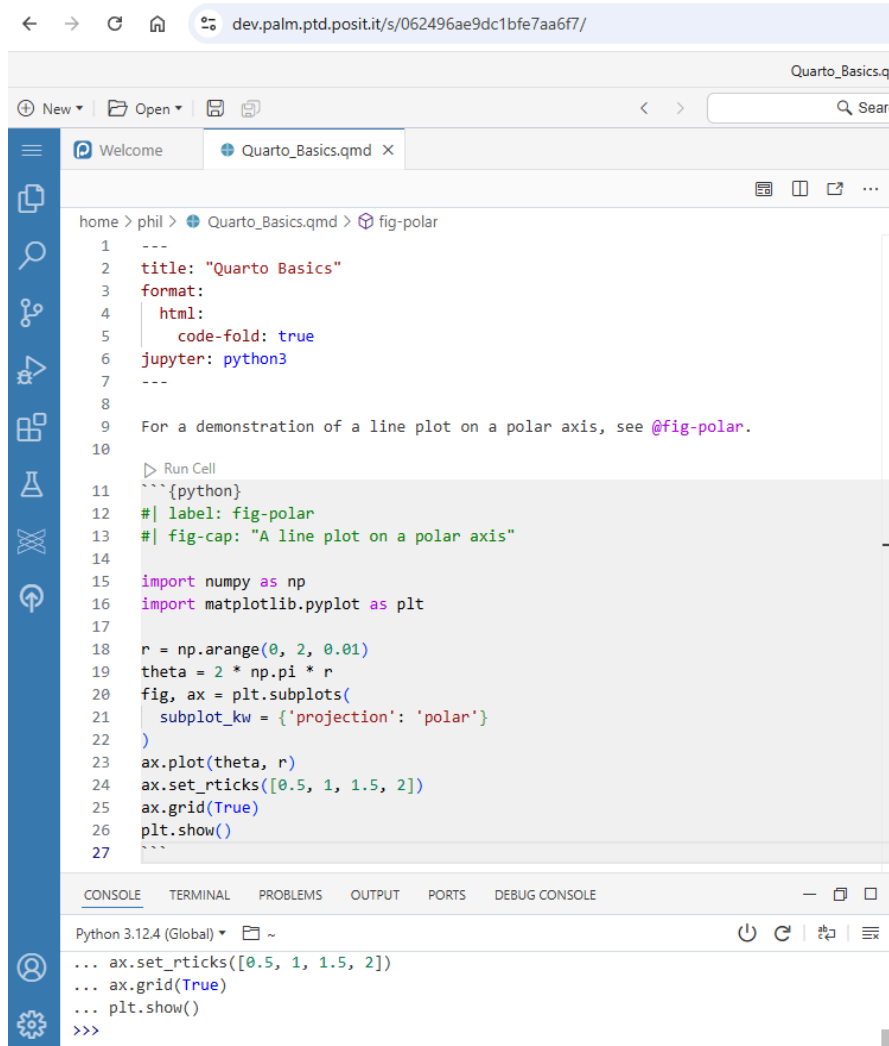 dev.palm.ptd.posit.it/s/062496ae9dc1bfe7aa6f7/
Quarto_Basics.q
New Open Sear
Welcome Quarto_Basics.qmd
home > phil > Quarto_Basics.qmd > fig-polar
1 ---
2 title: "Quarto Basics"
3 format:
4   html:
5     code-fold: true
6 jupyter: python3
7 ---
8
9 For a demonstration of a line plot on a polar axis, see @fig-polar.
10
Run Cell
11 ```{python}
12 #| label: fig-polar
13 #| fig-cap: "A line plot on a polar axis"
14
15 import numpy as np
16 import matplotlib.pyplot as plt
17
18 r = np.arange(0, 2, 0.01)
19 theta = 2 * np.pi * r
20 fig, ax = plt.subplots(
21   subplot_kw = {'projection': 'polar'}
22 )
23 ax.plot(theta, r)
24 ax.set_rticks([0.5, 1, 1.5, 2])
25 ax.grid(True)
26 plt.show()
27 ```
CONSOLE TERMINAL PROBLEMS OUTPUT PORTS DEBUG CONSOLE
Python 3.12.4 (Global) ~
... ax.set_rticks([0.5, 1, 1.5, 2])
... ax.grid(True)
... plt.show()
>>>